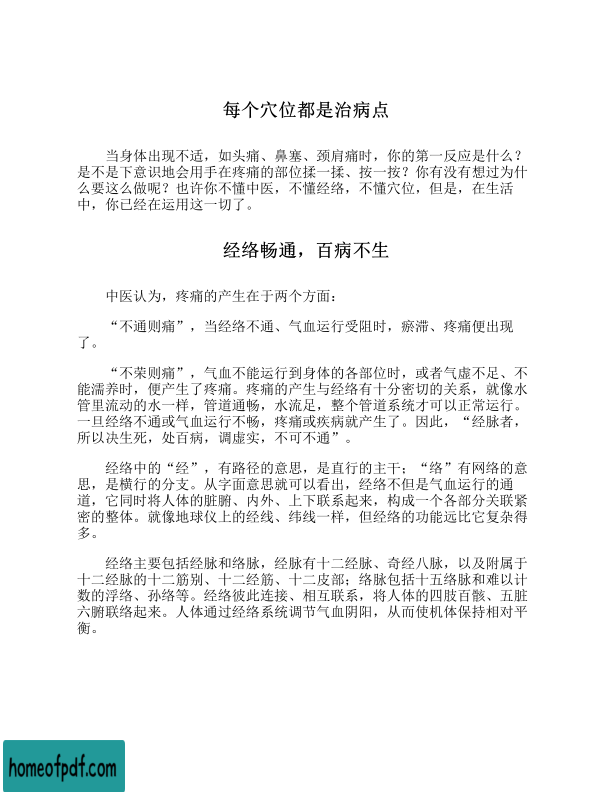 每个穴位都是治病点
当身体出现不适，如头痛、鼻塞、颈肩痛时，你的第一反应是什么？
是不是下意识地会用手在疼痛的部位揉一揉、按一按？你有没有想过为什
么要这么做呢？也许你不懂中医，不懂经络，不懂穴位，但是，在生活
中，你已经在运用这一切了。
经络畅通，百病不生
中医认为，疼痛的产生在于两个方面：
“不通则痛”，当经络不通、气血运行受阻时，瘀滞、疼痛便出现
了。
“不荣则痛”，气血不能运行到身体的各部位时，或者气虚不足、不
能濡养时，便产生了疼痛。疼痛的产生与经络有十分密切的关系，就像水
管里流动的水一样，管道通畅，水流足，整个管道系统才可以正常运行。
一旦经络不通或气血运行不畅，疼痛或疾病就产生了。因此，“经脉者，
所以决生死，处百病，调虚实，不可不通”。
经络中的“经”，有路径的意思，是直行的主干；“络”有网络的意
思，是横行的分支。从字面意思就可以看出，经络不但是气血运行的通
道，它同时将人体的脏腑、内外、上下联系起来，构成一个各部分关联紧
密的整体。就像地球仪上的经线、纬线一样，但经络的功能远比它复杂得
多。
经络主要包括经脉和络脉，经脉有十二经脉、奇经八脉，以及附属于
十二经脉的十二筋别、十二经筋、十二皮部；络脉包括十五络脉和难以计
数的浮络、孙络等。经络彼此连接、相互联系，将人体的四肢百骸、五脏
六腑联络起来。人体通过经络系统调节气血阴阳，从而使机体保持相对平
衡。
homeofpdf.com